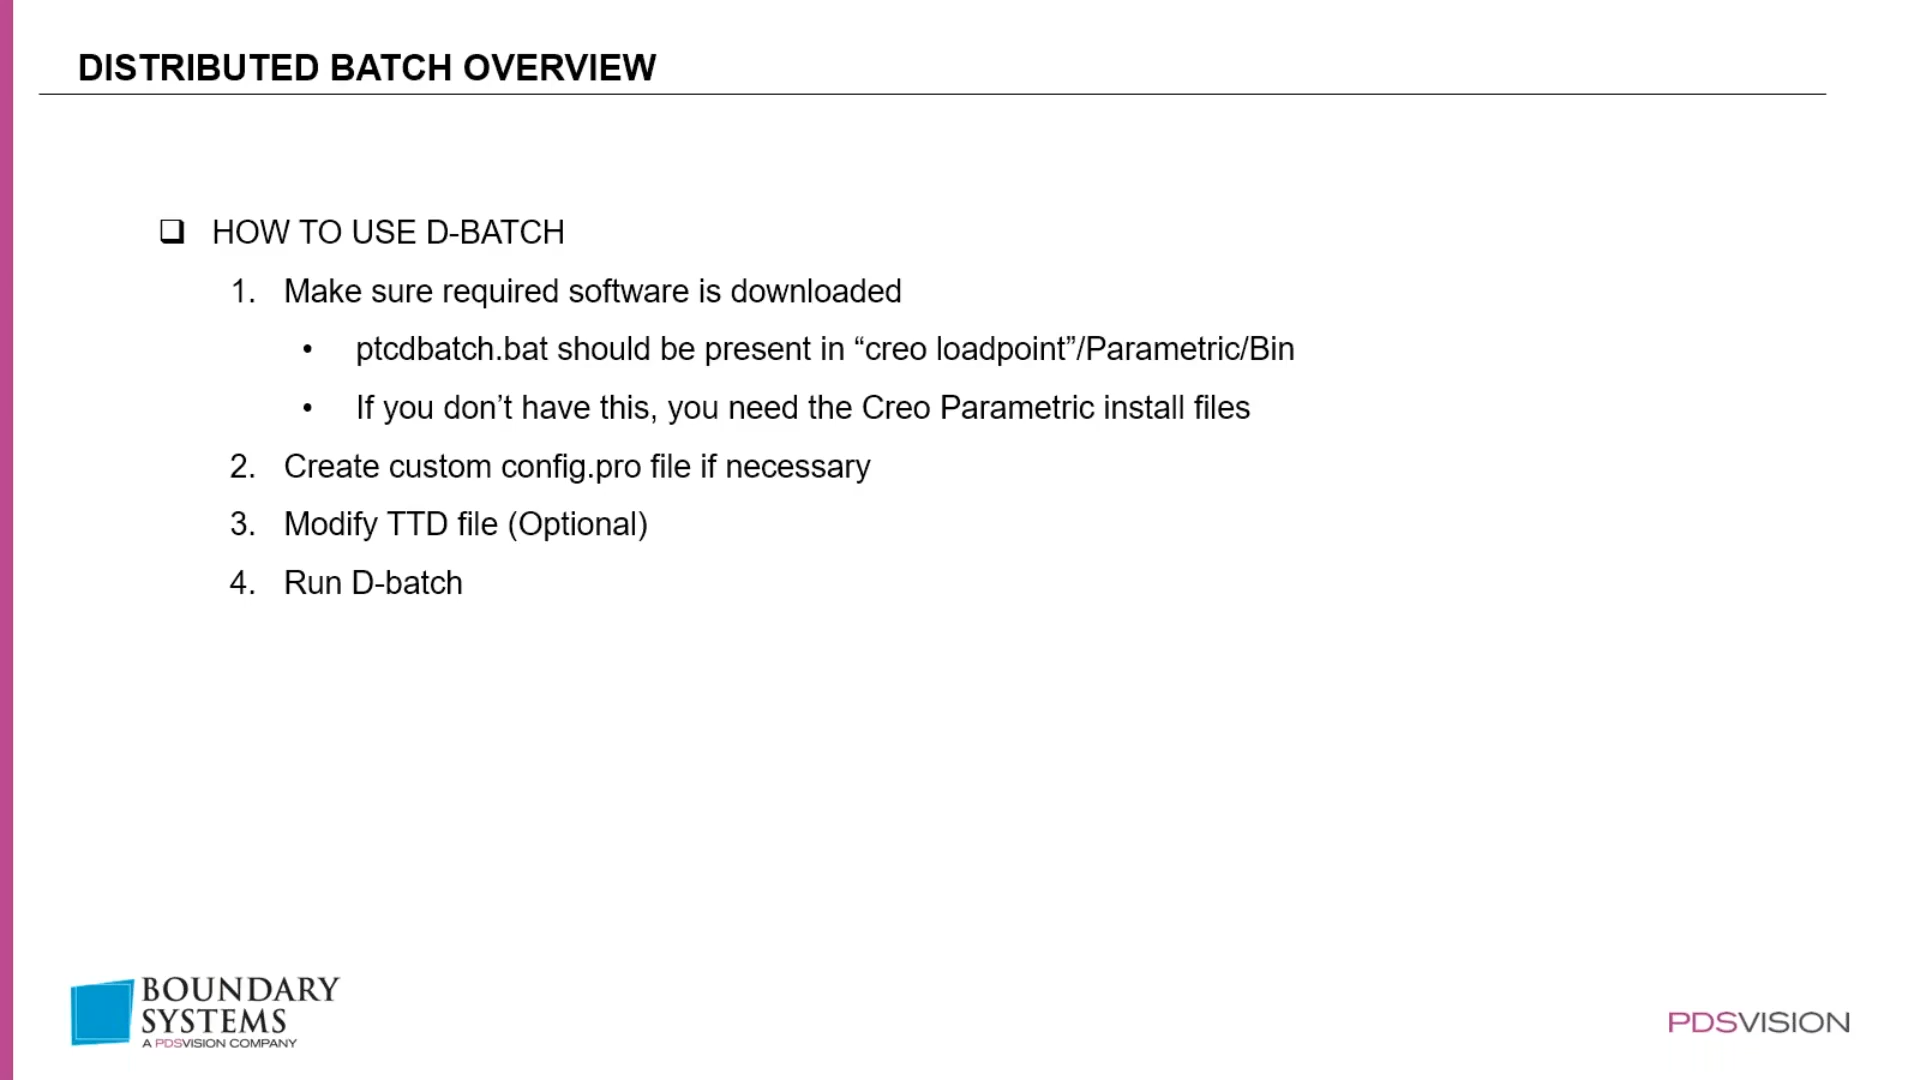 DISTRIBUTED BATCH OVERVIEW
❑ HOW TO USE D-BATCH
1. Make sure required software is downloaded
• ptcdbatch.bat should be present in “creo loadpoint”/Parametric/Bin
• If you don’t have this, you need the Creo Parametric install files
2. Create custom config.pro file if necessary
3. Modify TTD file (Optional)
4. Run D-batch
BOUNDARY
SYSTEMS
A PDSVISION COMPANY
PDSVISION